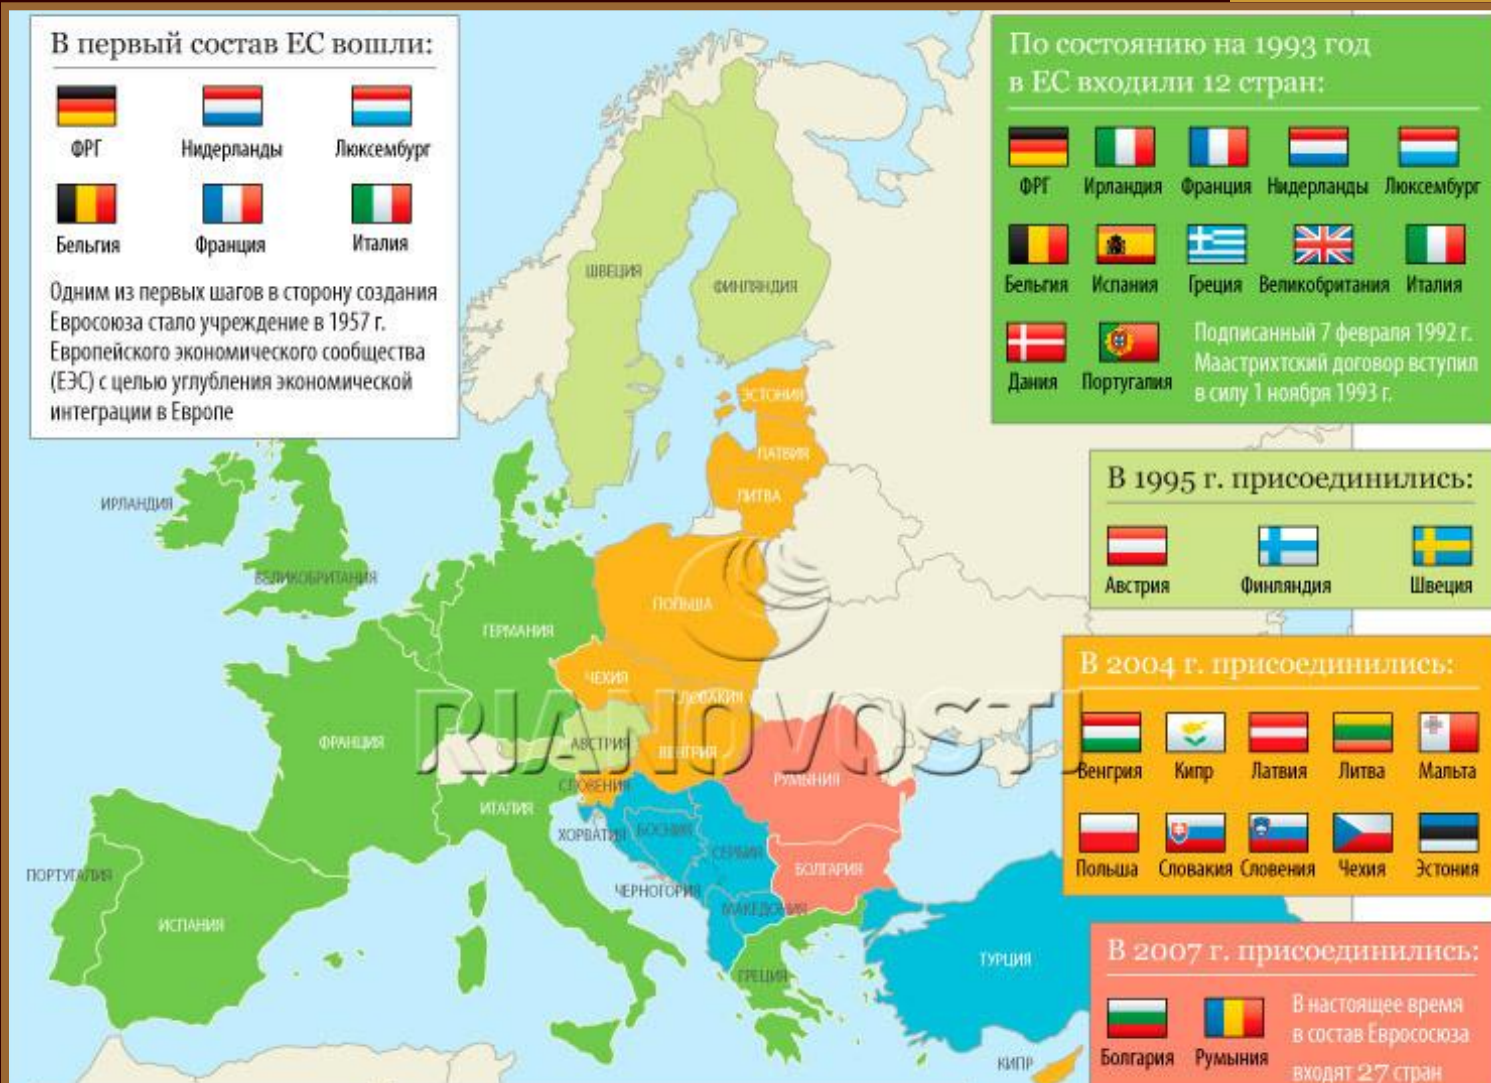 В первый состав ЕС вошли:
ФРГ
Нидерланды
Люксембург
Бельгия
Франция
Италия
Одним из первых шагов в сторону создания
Евросоюза стало учреждение в 1957 г.
Европейского экономического сообщества
(ЕЭС) с целью углубления экономической
интеграции в Европе
По состоянию на 1993 год
в ЕС входили 12 стран:
ФРГ
Ирландия
Франция
Нидерланды
Люксембург
Бельгия
Испания
Греция
Великобритания
Италия
Дания
Португалия
Подписанный 7 февраля 1992 г.
Маастрихтский договор вступил
в силу 1 ноября 1993 г.
В 1995 г. присоединились:
Австрия
Финляндия
Швеция
В 2004 г. присоединились:
Венгрия
Кипр
Латвия
Литва
Мальта
Польша
Словакия
Словения
Чехия
Эстония
В 2007 г. присоединились:
Болгария
Румыния
В настоящее время
в состав Евросоюза
входят 27 стран
ШВЕЦИЯ
ФИНЛЯНДИЯ
ЭСТОНИЯ
ЛАТВИЯ
ЛИТВА
ИРЛАНДИЯ
ВЕЛИКОБРИТАНИЯ
ПОЛЬША
ГЕРМАНИЯ
ЧЕХИЯ
СЛОВАКИЯ
RIANOVOSTI
ФРАНЦИЯ
АВСТРИЯ
ВЕНГРИЯ
РУМЫНИЯ
СЛОВЕНИЯ
ИТАЛИЯ
ХОРВАТИЯ
БОСНИЯ
СЕРБИЯ
БОЛГАРИЯ
ПОРТУГАЛИЯ
ЧЕРНОГОРИЯ
МАКЕДОНИЯ
ИСПАНИЯ
ТУРЦИЯ
ГРЕЦИЯ
КИПР